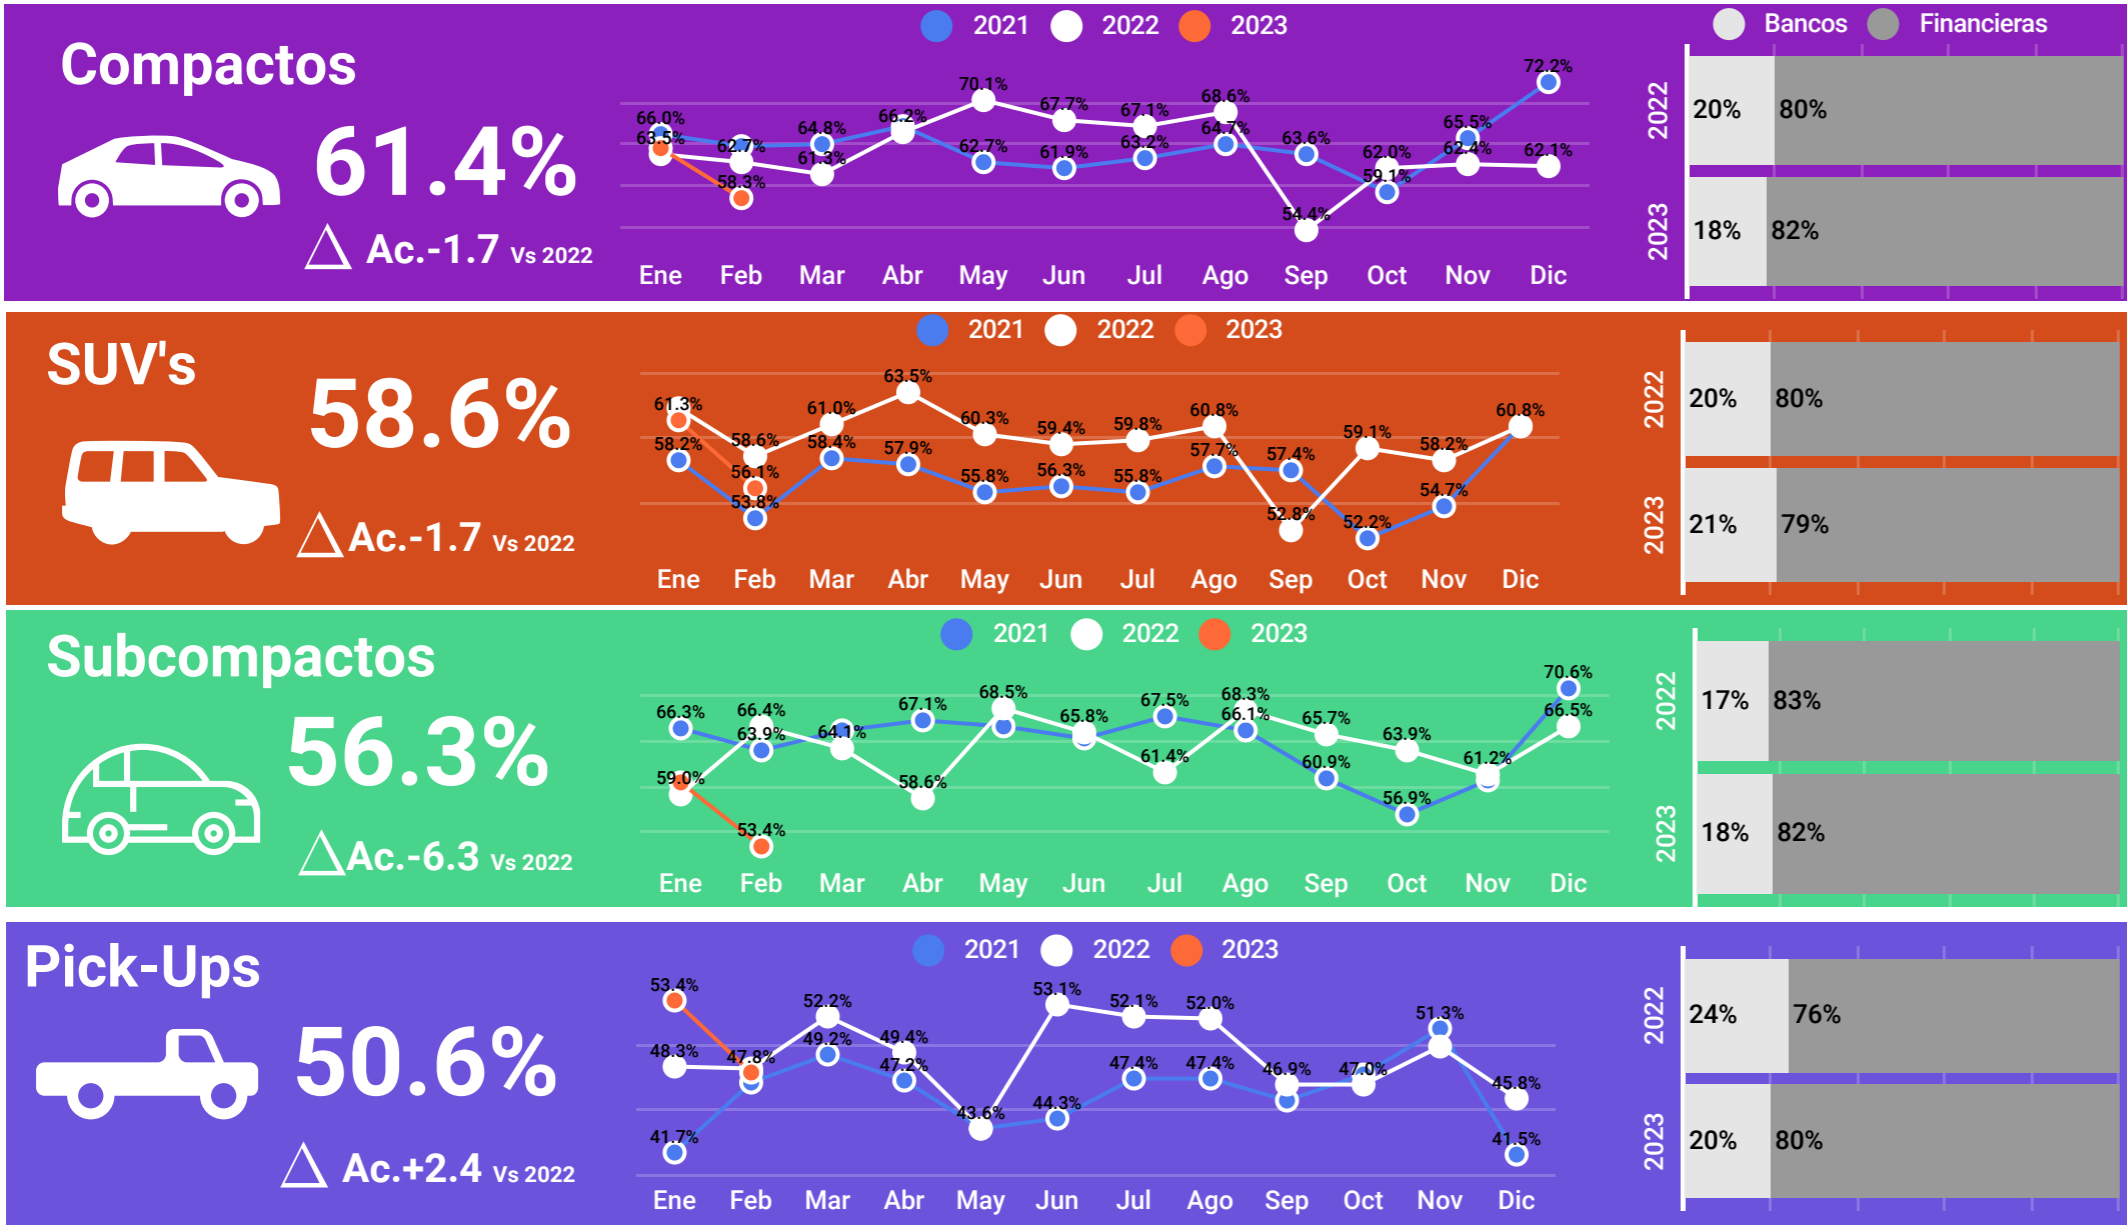 Compactos
61.4%
Ac.-1.7 Vs 2022
2021 2022 2023
66.0% 63.5% 62.7% 58.3% 64.8% 61.3% 66.2% 70.1% 62.7% 67.7% 61.9% 67.1% 63.2% 68.6% 64.7% 63.6% 54.4% 62.0% 59.1% 65.5% 62.4% 72.2% 62.1%
Ene Feb Mar Abr May Jun Jul Ago Sep Oct Nov Dic
Bancos Financieras
2022 20% 80%
2023 18% 82%
SUV's
58.6%
Ac.-1.7 Vs 2022
2021 2022 2023
61.3% 58.2% 58.6% 56.1% 53.8% 61.0% 58.4% 63.5% 57.9% 60.3% 55.8% 59.4% 56.3% 59.8% 55.8% 60.8% 57.7% 57.4% 52.8% 59.1% 52.2% 58.2% 54.7% 60.8%
Ene Feb Mar Abr May Jun Jul Ago Sep Oct Nov Dic
2022 20% 80%
2023 21% 79%
Subcompactos
56.3%
Ac.-6.3 Vs 2022
2021 2022 2023
66.3% 59.0% 66.4% 63.9% 53.4% 64.1% 67.1% 58.6% 68.5% 65.8% 67.5% 61.4% 68.3% 66.1% 65.7% 60.9% 63.9% 56.9% 61.2% 70.6% 66.5%
Ene Feb Mar Abr May Jun Jul Ago Sep Oct Nov Dic
2022 17% 83%
2023 18% 82%
Pick-Ups
50.6%
Ac.+2.4 Vs 2022
2021 2022 2023
53.4% 48.3% 41.7% 47.8% 52.2% 49.2% 49.4% 47.2% 43.6% 53.1% 44.3% 52.1% 47.4% 52.0% 47.4% 46.9% 47.0% 51.3% 45.8% 41.5%
Ene Feb Mar Abr May Jun Jul Ago Sep Oct Nov Dic
2022 24% 76%
2023 20% 80%